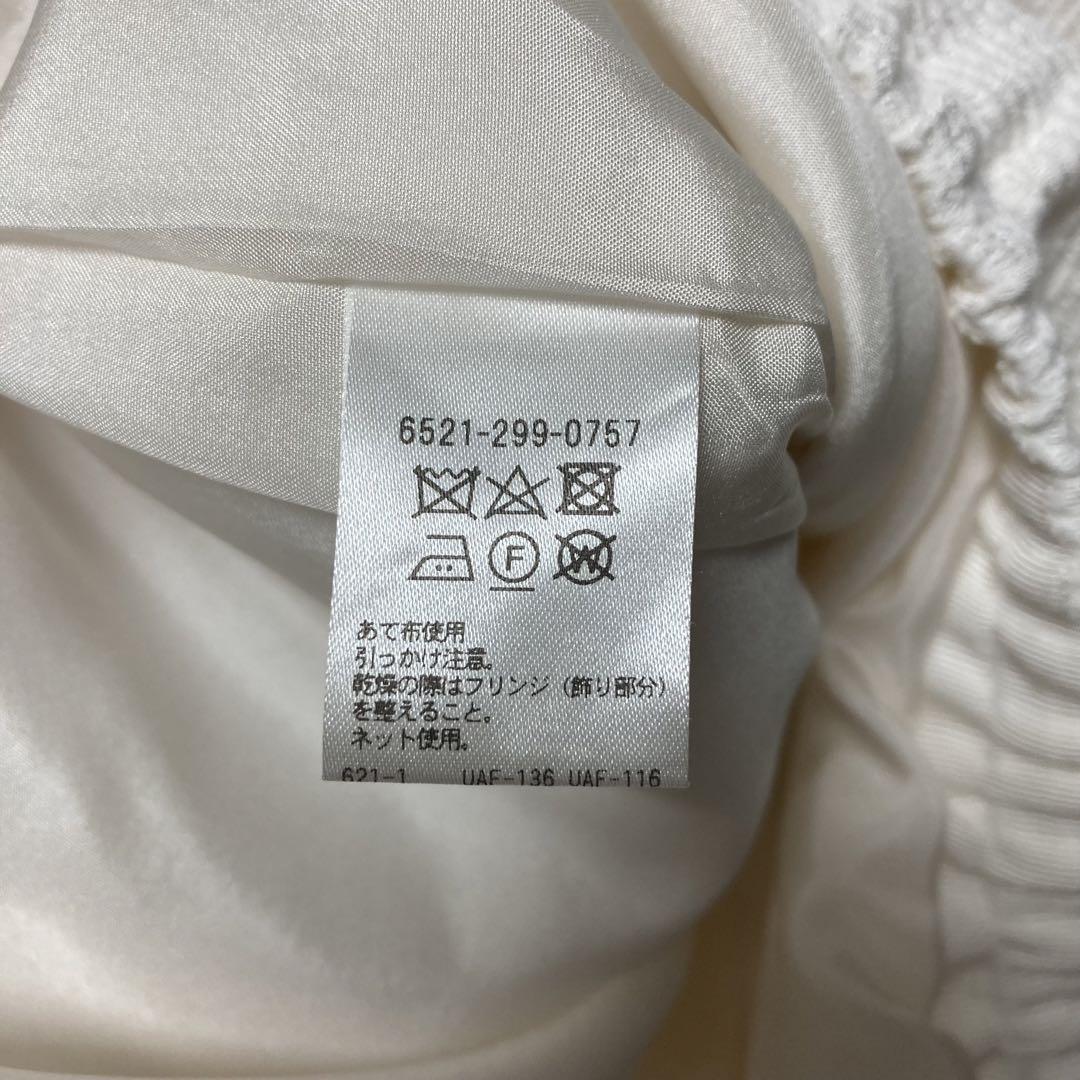 6521-299-0757
F W
あて布使用
引っかけ注意。
乾燥の際はフリンジ（飾り部分）
を整えること。
ネット使用。
621-1 UAF-136 UAF-116